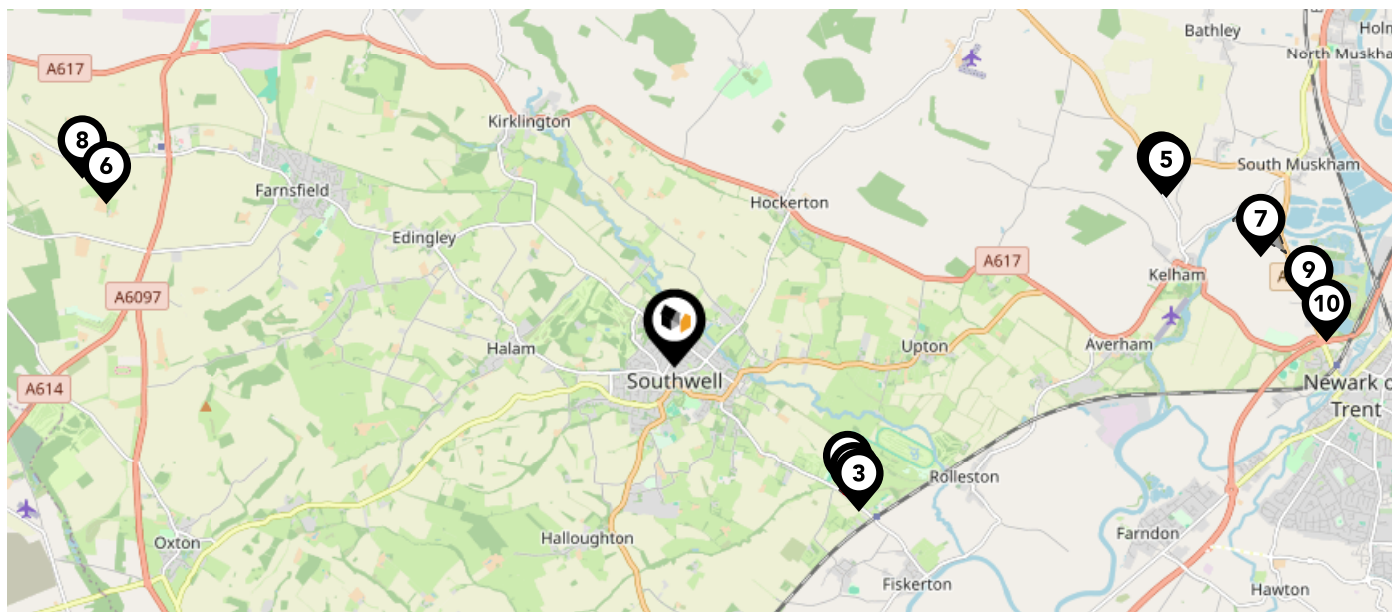 Bathley
Holm
North Muskha
A617
Kirklington
8
6
5
South Muskham
Farnsfield
Hockerton
7
Edingley
A617
Kelham
9
A
A6097
10
Halam
Upton
Averham
Southwell
A614
Newark o
Trent
3
Rolleston
Oxton
Halloughton
Farndon
Fiskerton
Hawton